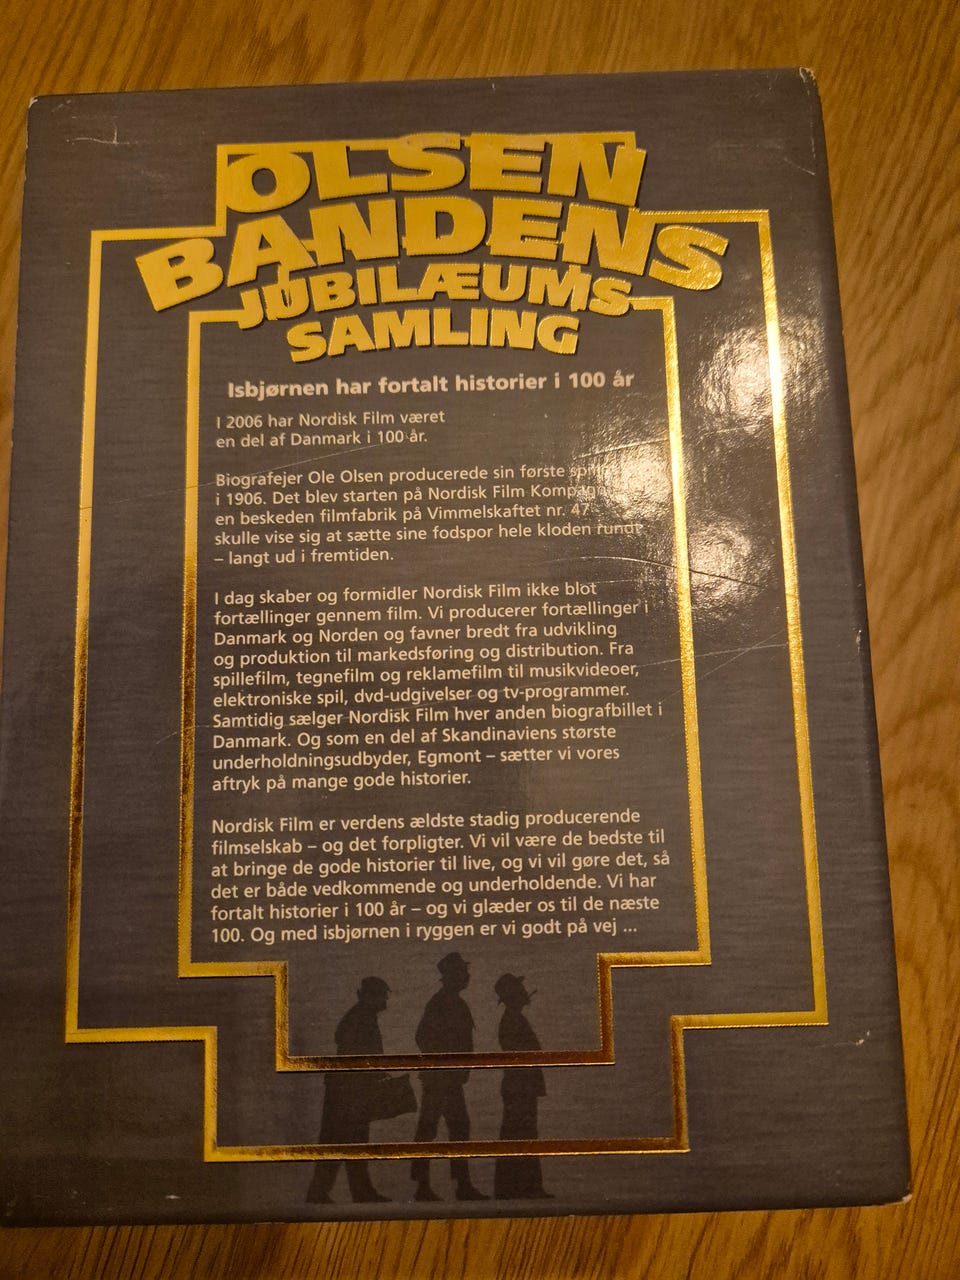 OLSEN
BANDENS
JUBILÆUMS
SAMLING
Isbjørnen har fortalt historier i 100 år
I 2006 har Nordisk Film været
en del af Danmark i 100 år.
Biografejer Ole Olsen producerede sin første
i 1906. Det blev starten på Nordisk Film
en beskeden filmfabrik på Vimmelskaftet nr. 47
skulle vise sig at sætte sine fodspor hele kloden rundt
– langt ud i fremtiden.
I dag skaber og formidler Nordisk Film ikke blot
fortællinger gennem film. Vi producerer fortællinger i
Danmark og Norden og favner bredt fra udvikling
og produktion til markedsføring og distribution. Fra
spillefilm, tegnefilm og reklamefilm til musikvideoer,
elektroniske spil, dvd-udgivelser og tv-programmer.
Samtidig sælger Nordisk Film hver anden biografbillet i
Danmark. Og som en del af Skandinaviens største
underholdningsudbyder, Egmont – sætter vi vores
aftryk på mange gode historier.
Nordisk Film er verdens ældste stadig producerende
filmselskab – og det forpligter. Vi vil være de bedste til
at bringe de gode historier til live, og vi vil gøre det, så
det er både vedkommende og underholdende. Vi har
fortalt historier i 100 år – og vi glæder os til de næste
100. Og med isbjørnen i ryggen er vi godt på vej ...